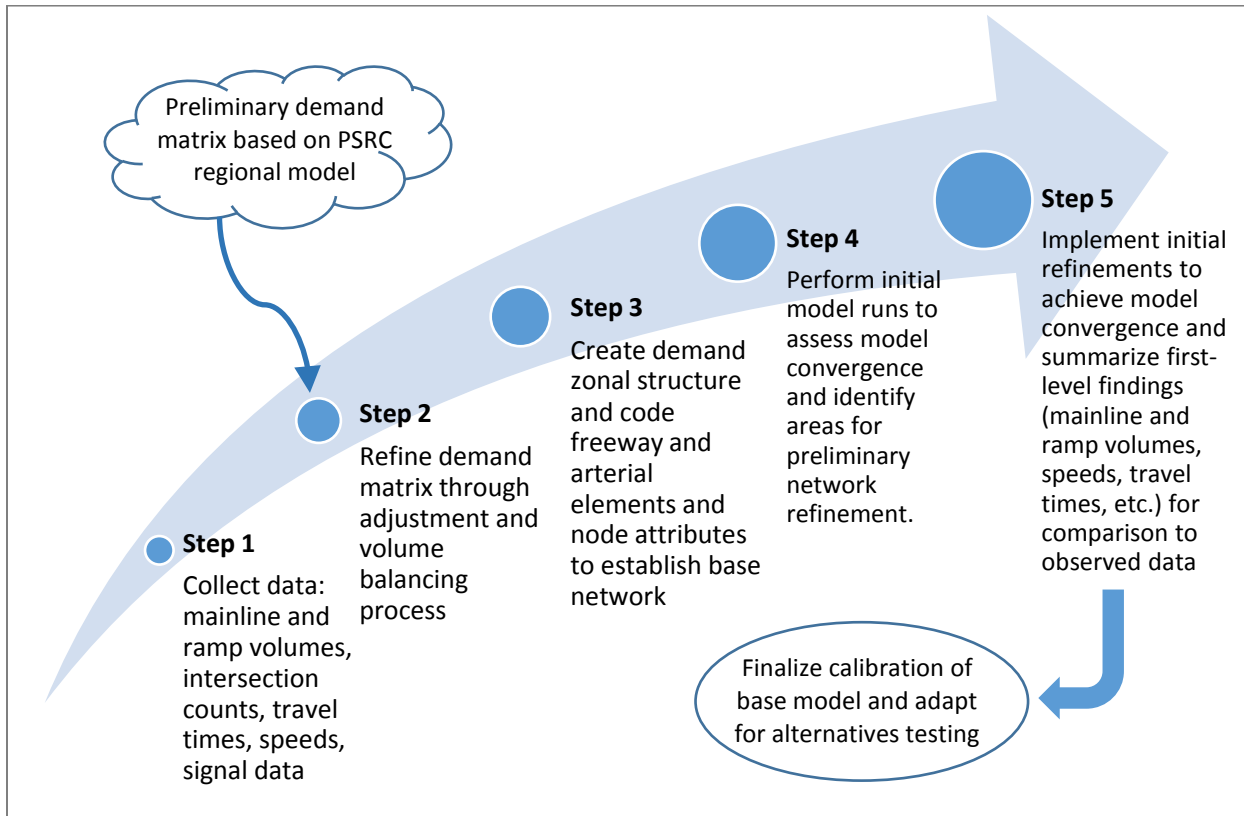 Preliminary demand
matrix based on PSRC
regional model
Step 1
Collect data:
mainline and
ramp volumes,
intersection
counts, travel
times, speeds,
signal data
Step 2
Refine demand
matrix through
adjustment and
volume
balancing
process
Step 3
Create demand
zonal structure
and code
freeway and
arterial
elements and
node attributes
to establish base
network
Step 4
Perform initial
model runs to
assess model
convergence
and identify
areas for
preliminary
network
refinement.
Step 5
Implement initial
refinements to
achieve model
convergence and
summarize first-
level findings
(mainline and
ramp volumes,
speeds, travel
times, etc.) for
comparison to
observed data
Finalize calibration of
base model and adapt
for alternatives testing